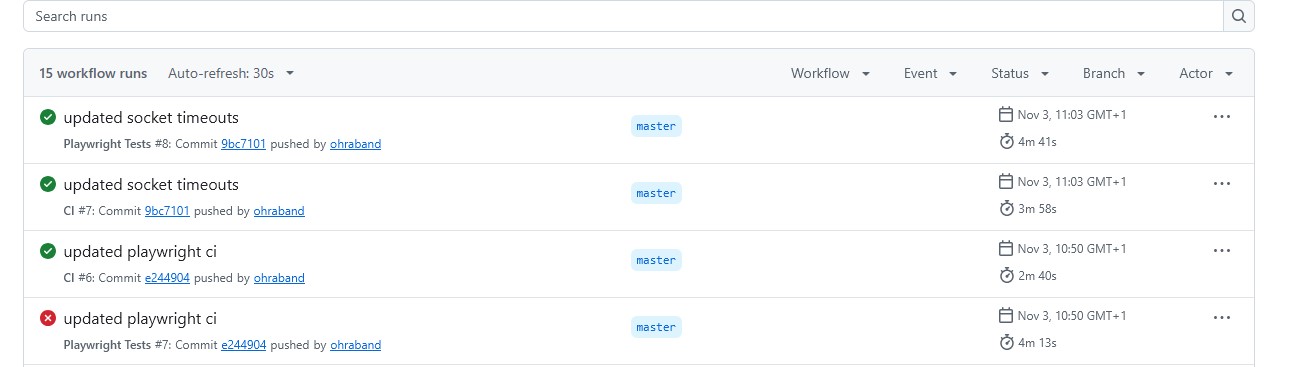 Search runs
15 workflow runs Auto-refresh: 30s Workflow Event Status Branch Actor
updated socket timeouts master Nov 3, 11:03 GMT+1
Playwright Tests #8: Commit 9bc7101 pushed by ohraband 4m 41s
updated socket timeouts master Nov 3, 11:03 GMT+1
CI #7: Commit 9bc7101 pushed by ohraband 3m 58s
updated playwright ci master Nov 3, 10:50 GMT+1
CI #6: Commit e244904 pushed by ohraband 2m 40s
updated playwright ci master Nov 3, 10:50 GMT+1
Playwright Tests #7: Commit e244904 pushed by ohraband 4m 13s